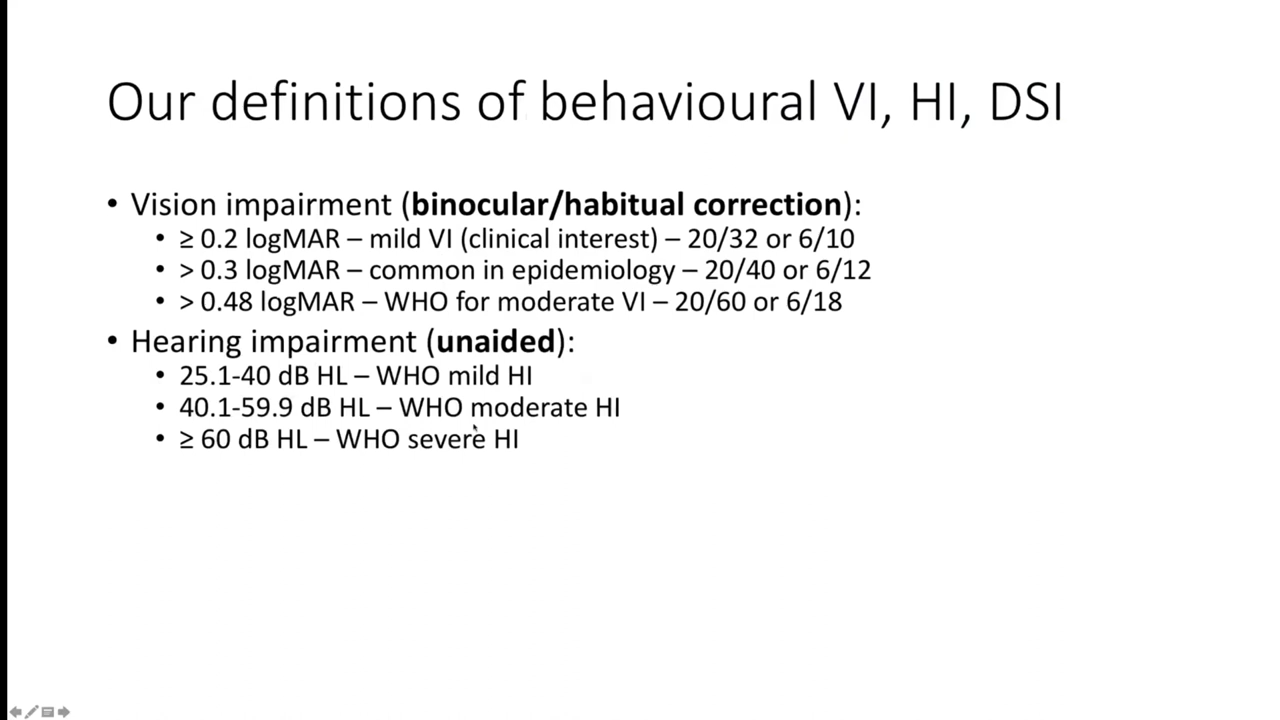 Our definitions of behavioural VI, HI, DSI
• Vision impairment (binocular/habitual correction):
• ≥ 0.2 logMAR – mild VI (clinical interest) – 20/32 or 6/10
• > 0.3 logMAR – common in epidemiology – 20/40 or 6/12
• > 0.48 logMAR – WHO for moderate VI – 20/60 or 6/18
• Hearing impairment (unaided):
• 25.1-40 dB HL – WHO mild HI
• 40.1-59.9 dB HL – WHO moderate HI
• ≥ 60 dB HL – WHO severe HI